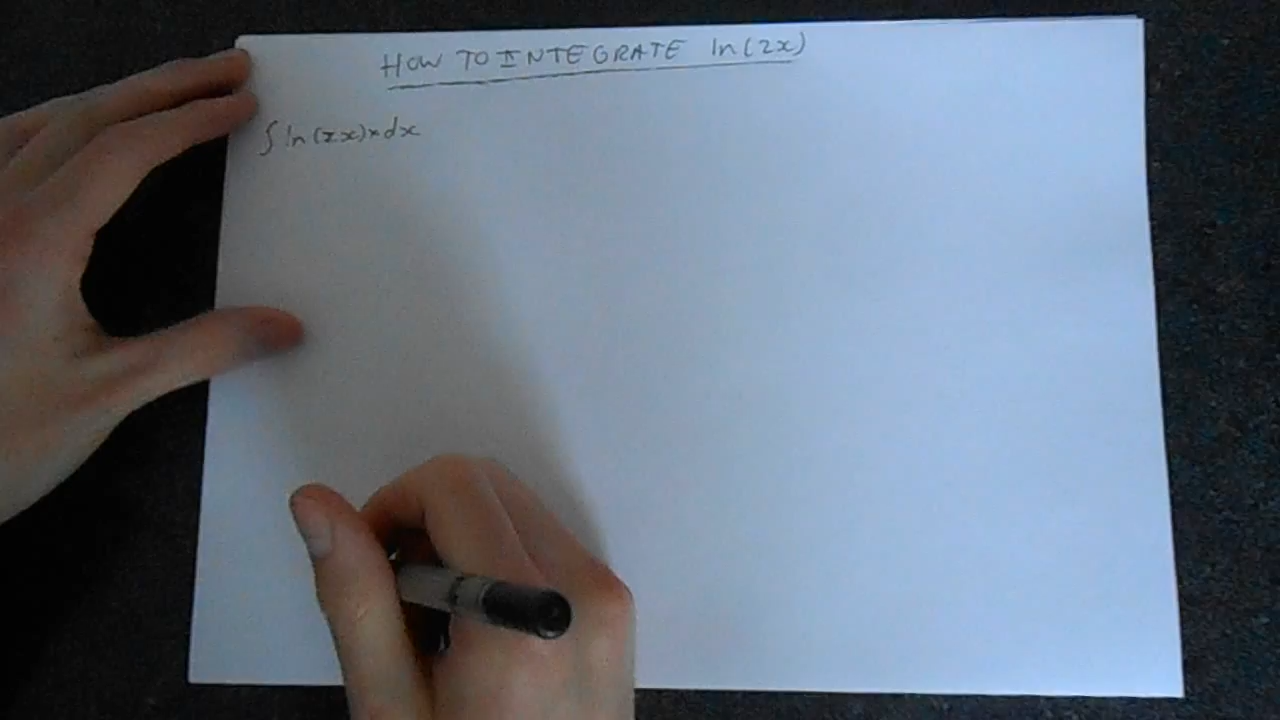 HOW TO INTEGRATE ln(2x)
∫ ln(2x)×dx